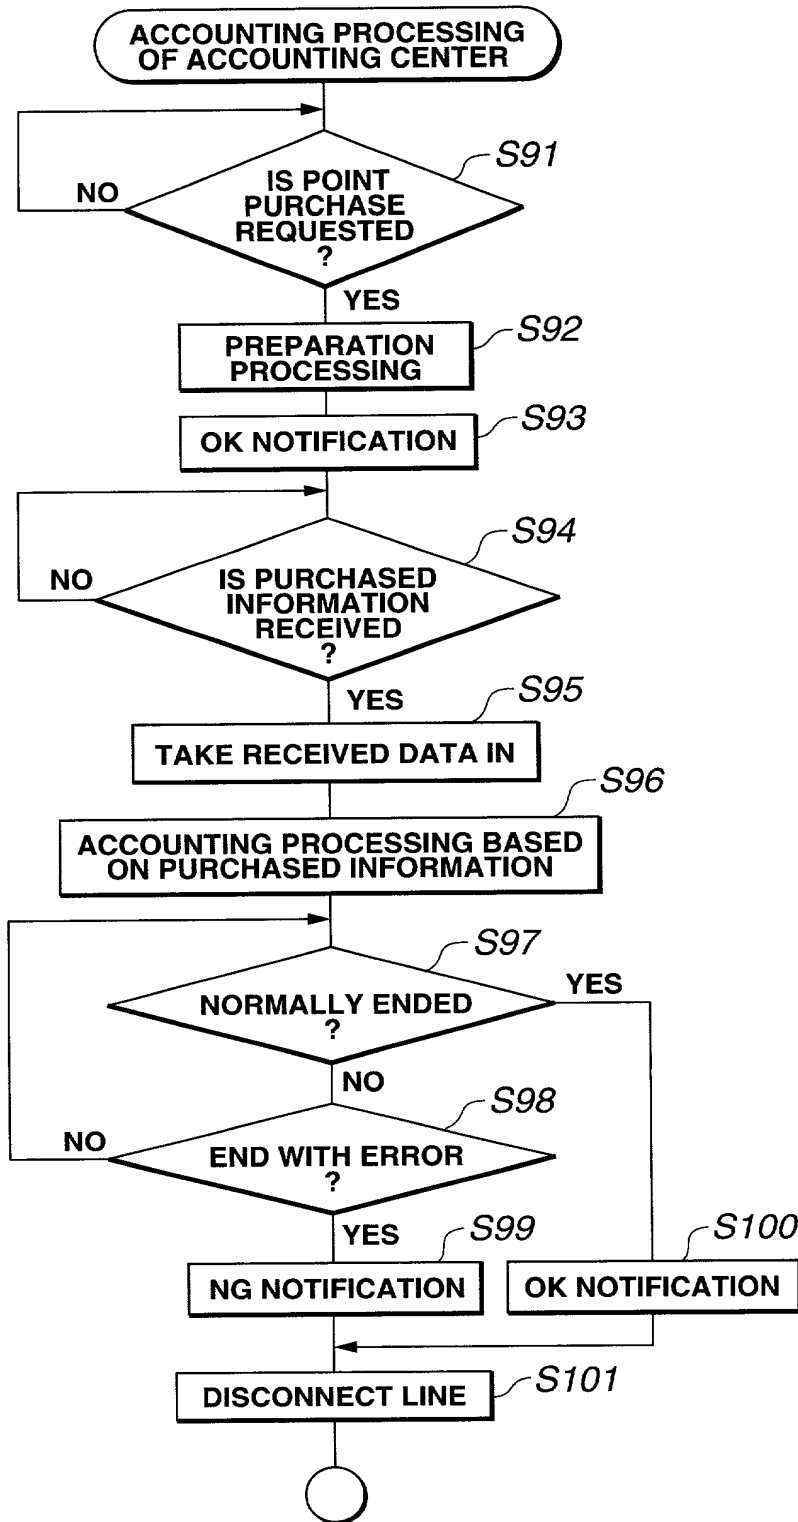 ACCOUNTING PROCESSING
OF ACCOUNTING CENTER
S91
IS POINT
PURCHASE
REQUESTED
?
NO
YES
S92
PREPARATION
PROCESSING
S93
OK NOTIFICATION
S94
NO
IS PURCHASED
INFORMATION
RECEIVED
?
YES
S95
TAKE RECEIVED DATA IN
S96
ACCOUNTING PROCESSING BASED
ON PURCHASED INFORMATION
S97
YES
NORMALLY ENDED
?
NO
S98
NO
END WITH ERROR
?
YES
S99
S100
NG NOTIFICATION
OK NOTIFICATION
S101
DISCONNECT LINE